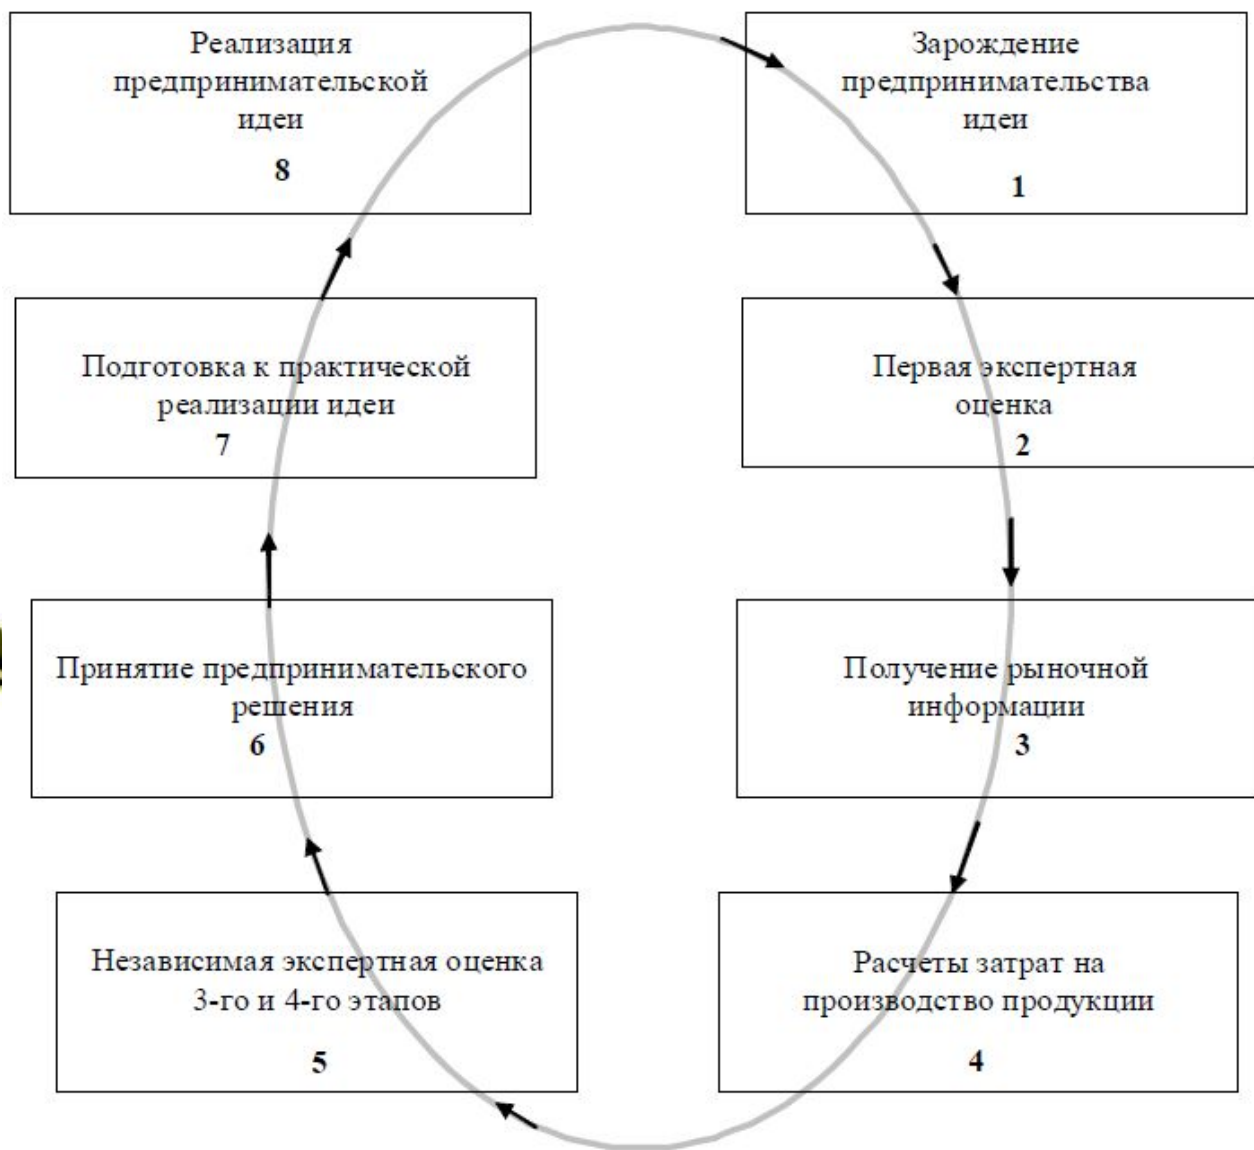 Зарождение
предпринимательства
идеи
1
Первая экспертная
оценка
2
Получение рыночной
информации
3
Расчеты затрат на
производство продукции
4
Независимая экспертная оценка
3-го и 4-го этапов
5
Принятие предпринимательского
решения
6
Подготовка к практической
реализации идеи
7
Реализация
предпринимательской
идеи
8